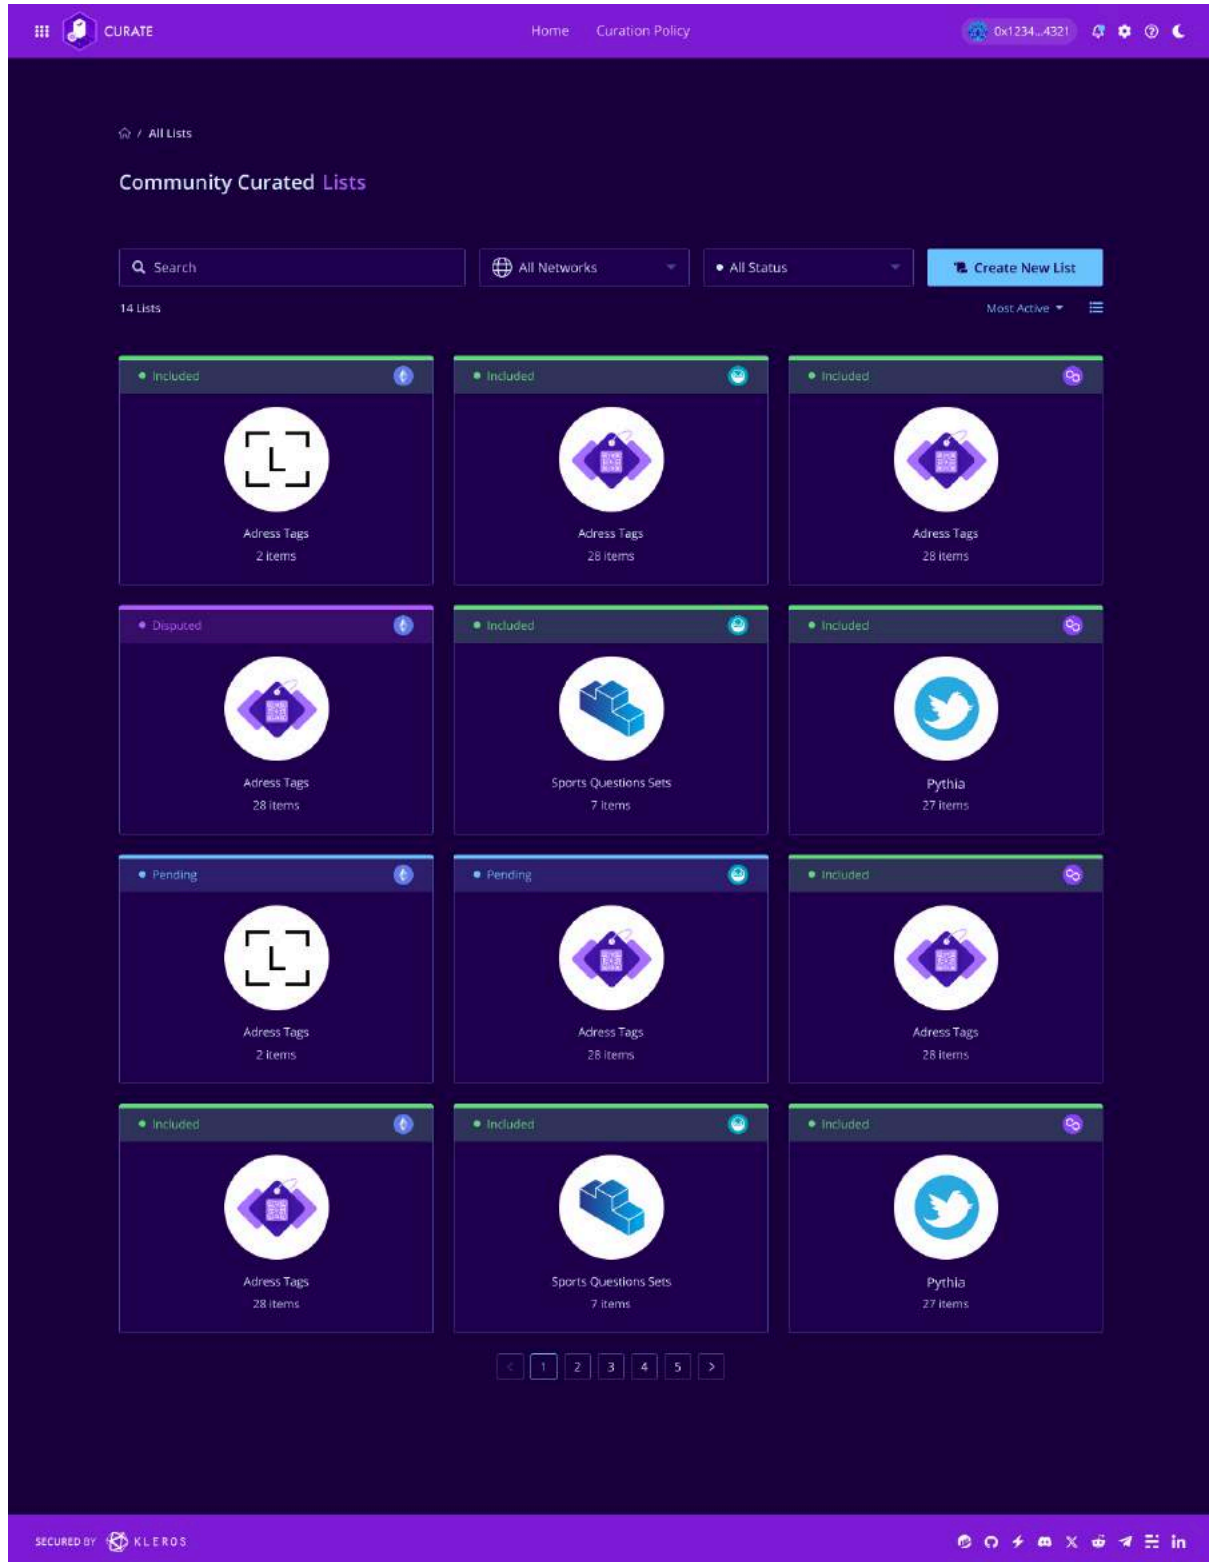 CURATE
Home Curation Policy
0x1234...4321
/ All Lists
Community Curated Lists
Search
All Networks
All Status
Create New List
14 Lists
Most Active
Included
Included
Included
L
Adress Tags
Adress Tags
Adress Tags
2 items
28 items
28 items
Disputed
Included
Included
Adress Tags
Sports Questions Sets
Pythia
28 items
7 items
27 items
Pending
Pending
Included
L
Adress Tags
Adress Tags
Adress Tags
2 items
28 items
28 items
Included
Included
Included
Adress Tags
Sports Questions Sets
Pythia
28 items
7 items
27 items
< 1 2 3 4 5 >
SECURED BY KLEROS